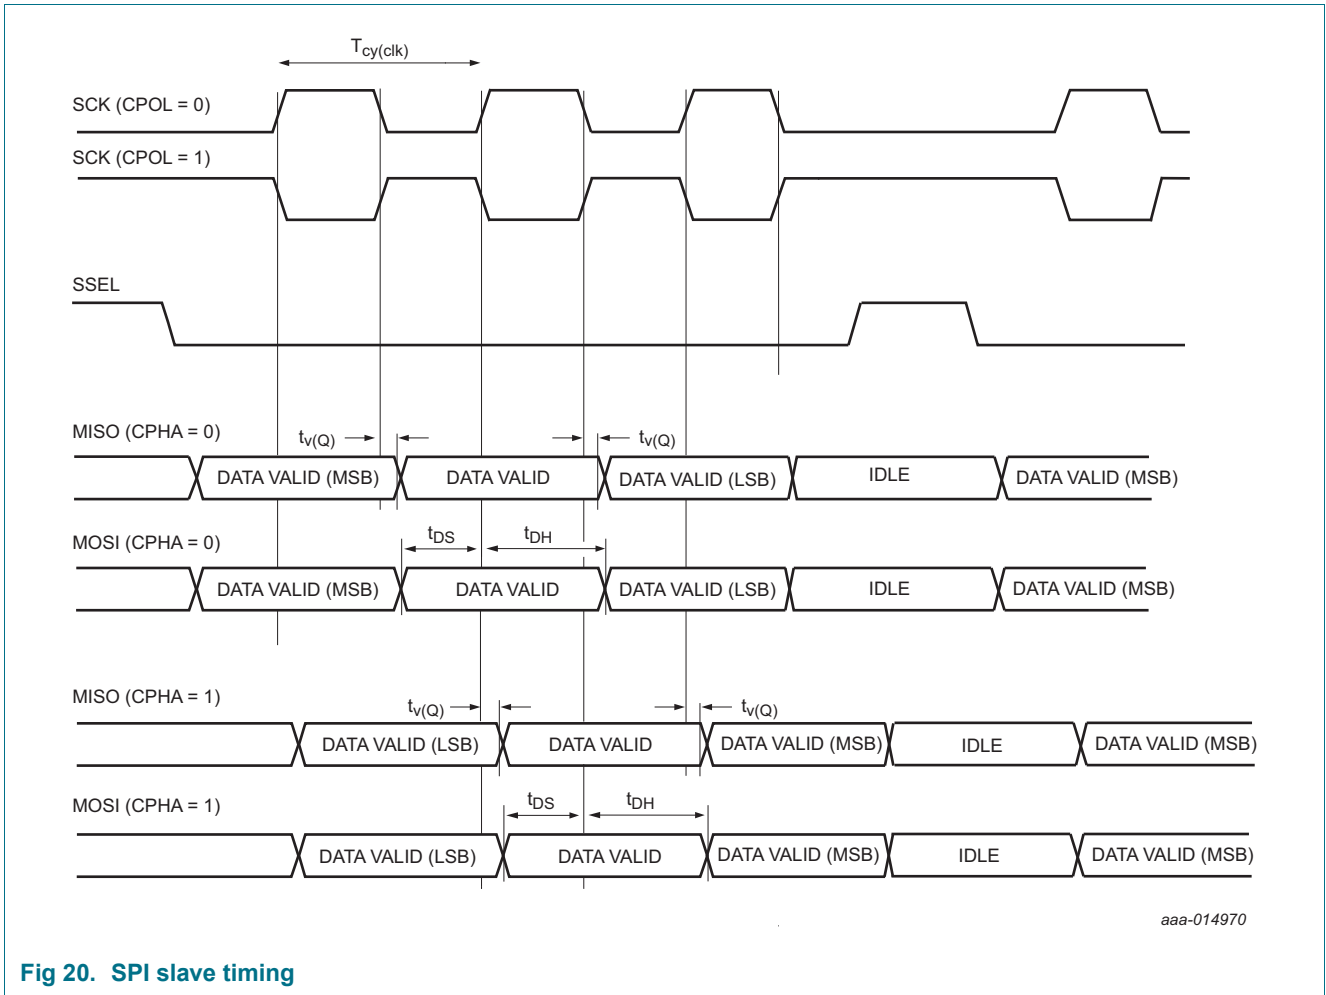 Tcy(clk)
SCK (CPOL = 0)
SCK (CPOL = 1)
SSEL
MISO (CPHA = 0)
tv(Q) tv(Q)
DATA VALID (MSB) DATA VALID DATA VALID (LSB) IDLE DATA VALID (MSB)
MOSI (CPHA = 0)
tDS tDH
DATA VALID (MSB) DATA VALID DATA VALID (LSB) IDLE DATA VALID (MSB)
MISO (CPHA = 1)
tv(Q) tv(Q)
DATA VALID (LSB) DATA VALID DATA VALID (MSB) IDLE DATA VALID (MSB)
MOSI (CPHA = 1)
tDS tDH
DATA VALID (LSB) DATA VALID DATA VALID (MSB) IDLE DATA VALID (MSB)
aaa-014970
Fig 20. SPI slave timing